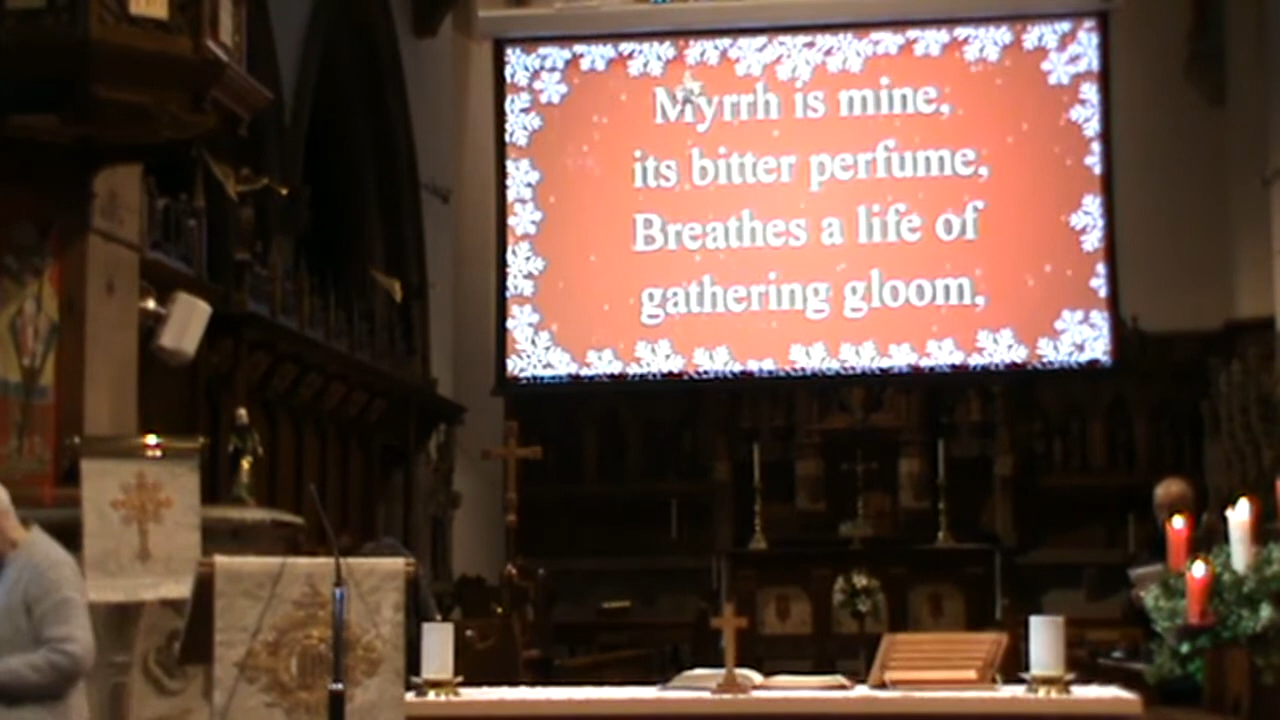 Myrrh is mine,
its bitter perfume,
Breathes a life of
gathering gloom,